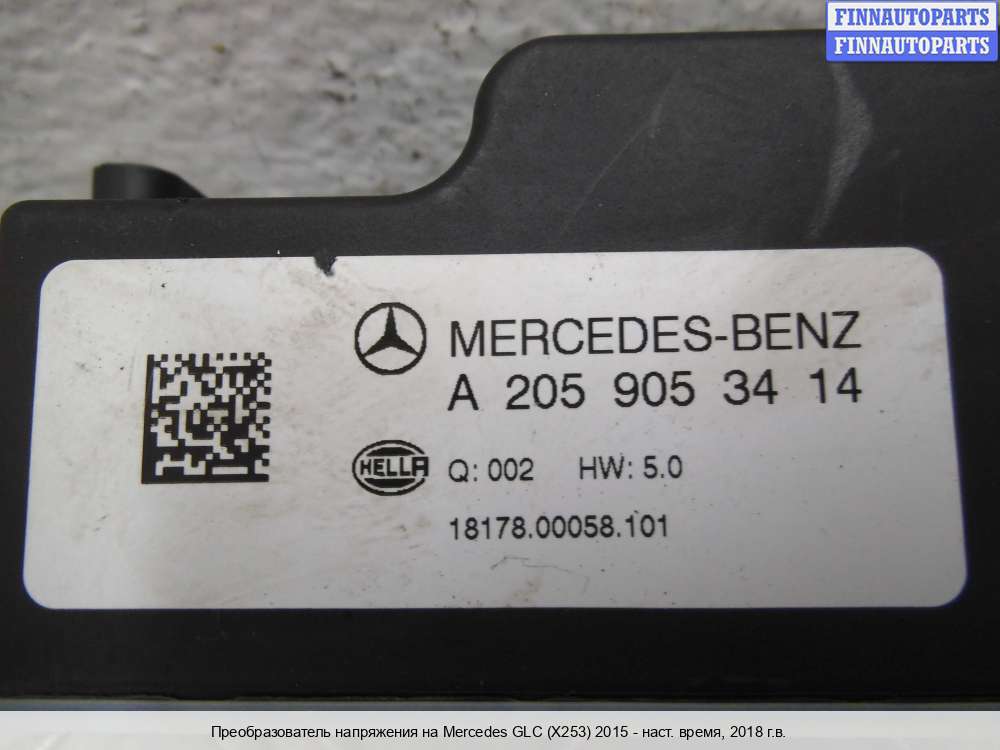 FINNAUTOPARTS
FINNAUTOPARTS
MERCEDES-BENZ
A 205 905 34 14
HELLA
Q: 002 HW: 5.0
18178.00058.101
Преобразователь напряжения на Mercedes GLC (X253) 2015 - наст. время, 2018 г.в.